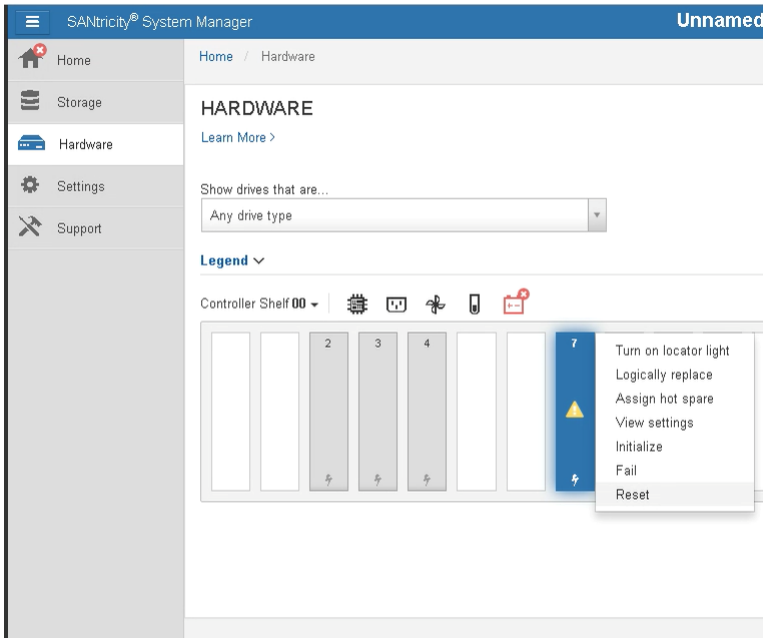 SANtricity® System Manager
Unnamed
Home
Storage
Hardware
Settings
Support
Home / Hardware
HARDWARE
Learn More >
Show drives that are...
Any drive type
Legend
Controller Shelf 00
2
3
4
7
Turn on locator light
Logically replace
Assign hot spare
View settings
Initialize
Fail
Reset